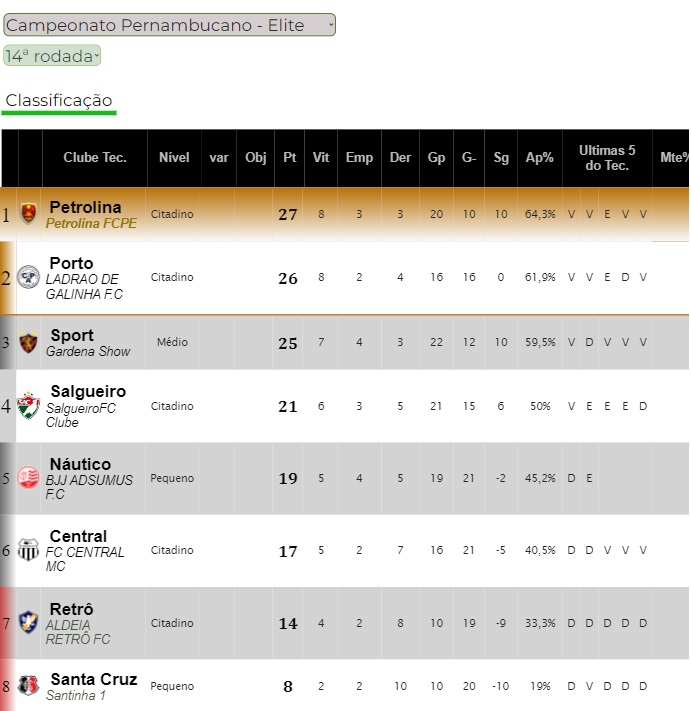 Campeonato Pernambucano - Elite
14ª rodada
Classificação
Clube Tec. Nível var Obj Pt Vit Emp Der Gp G- Sg Ap% Ultimas 5 Mte%
do Tec.
1 Petrolina Citadino 27 8 3 3 20 10 10 64,3% V V E V V
Petrolina FCPE
2 Porto Citadino 26 8 2 4 16 16 0 61,9% V V E D V
LADRAO DE
GALINHA F.C
3 Sport Médio 25 7 4 3 22 12 10 59,5% V D V V V
Gardena Show
4 Salgueiro Citadino 21 6 3 5 21 15 6 50% V E E E D
SalgueiroFC
Clube
5 Náutico Pequeno 19 5 4 5 19 21 -2 45,2% D E
BJJ ADSUMUS
F.C
6 Central Citadino 17 5 2 7 16 21 -5 40,5% D D V V V
FC CENTRAL
MC
7 Retrô Citadino 14 4 2 8 10 19 -9 33,3% D D D D D
ALDEIA
RETRÔ FC
8 Santa Cruz Pequeno 8 2 2 10 10 20 -10 19% D V D D D
Santinha 1